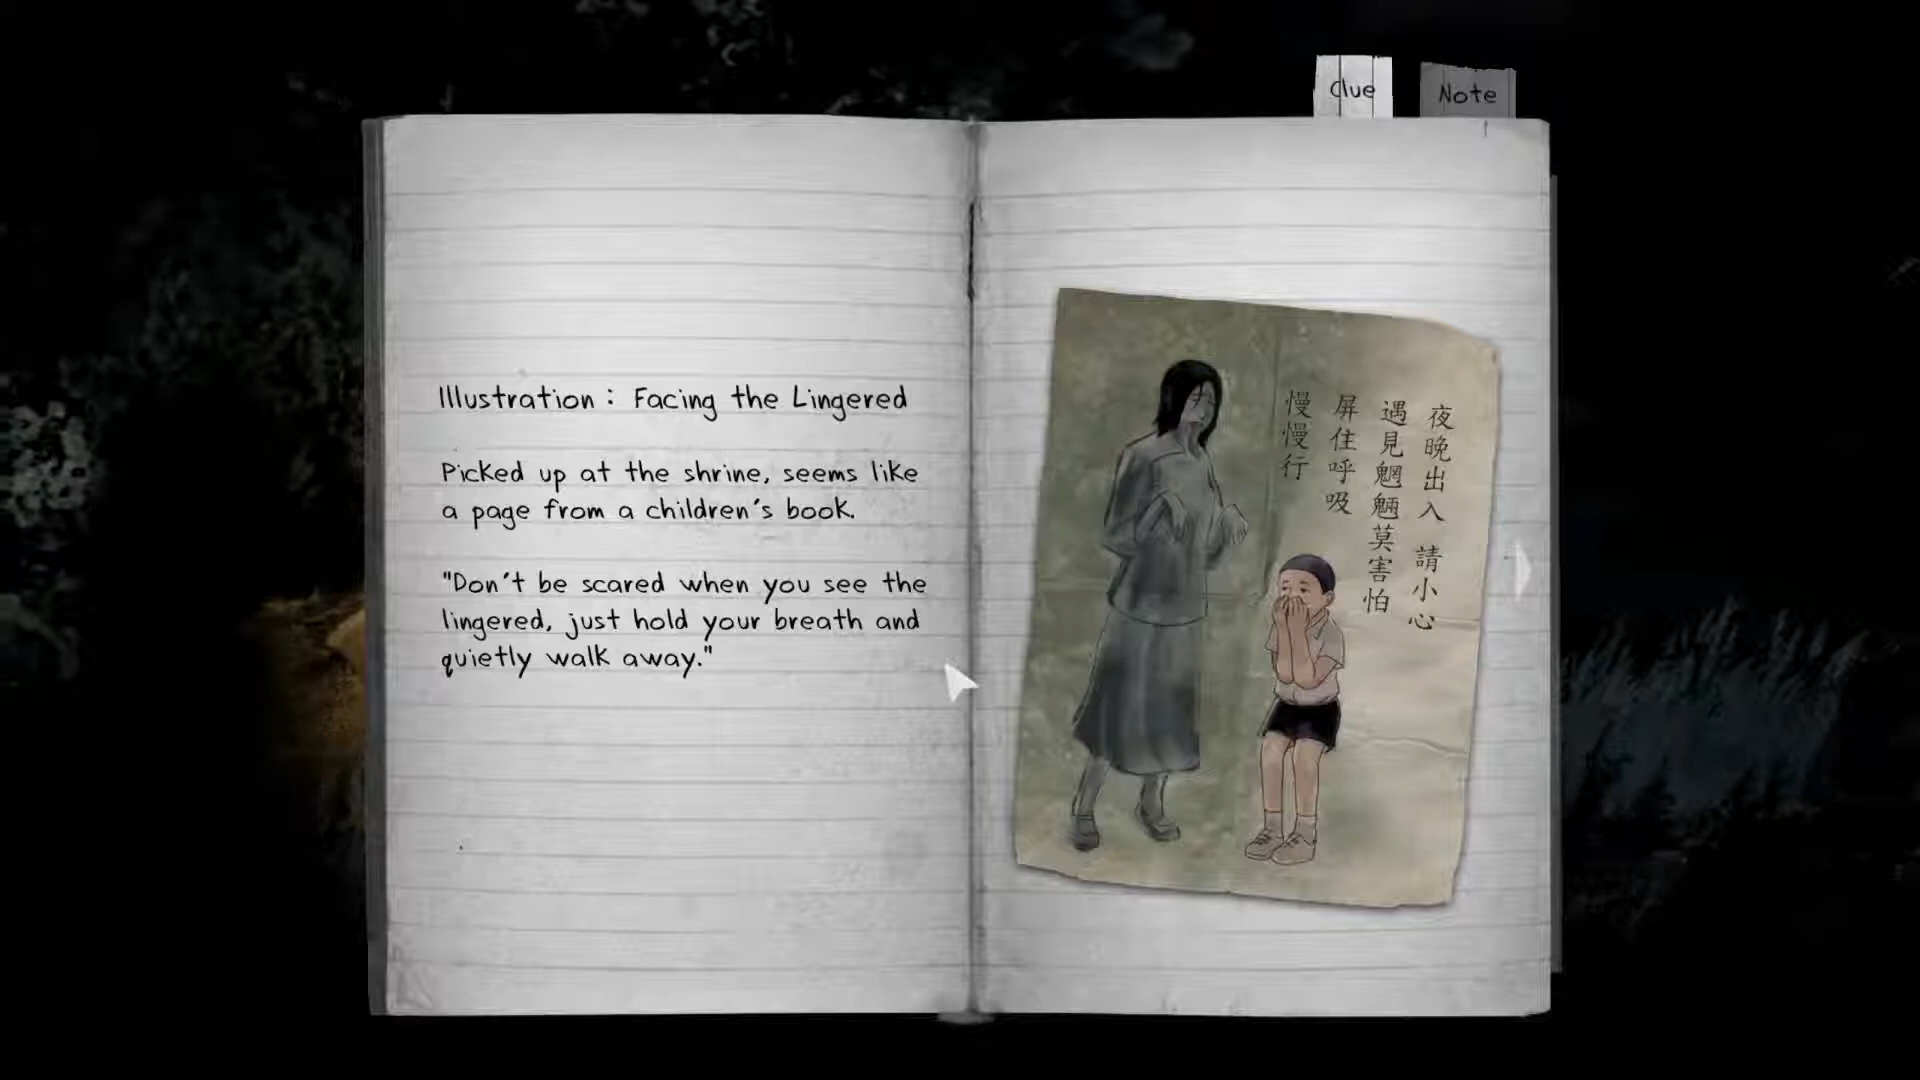 Clue
Note
Illustration : Facing the Lingered
Picked up at the shrine, seems like
a page from a children's book.
"Don't be scared when you see the
lingered, just hold your breath and
quietly walk away."
夜晚出入 請小心
遇見魍魎莫害怕
屏住呼吸
慢慢行